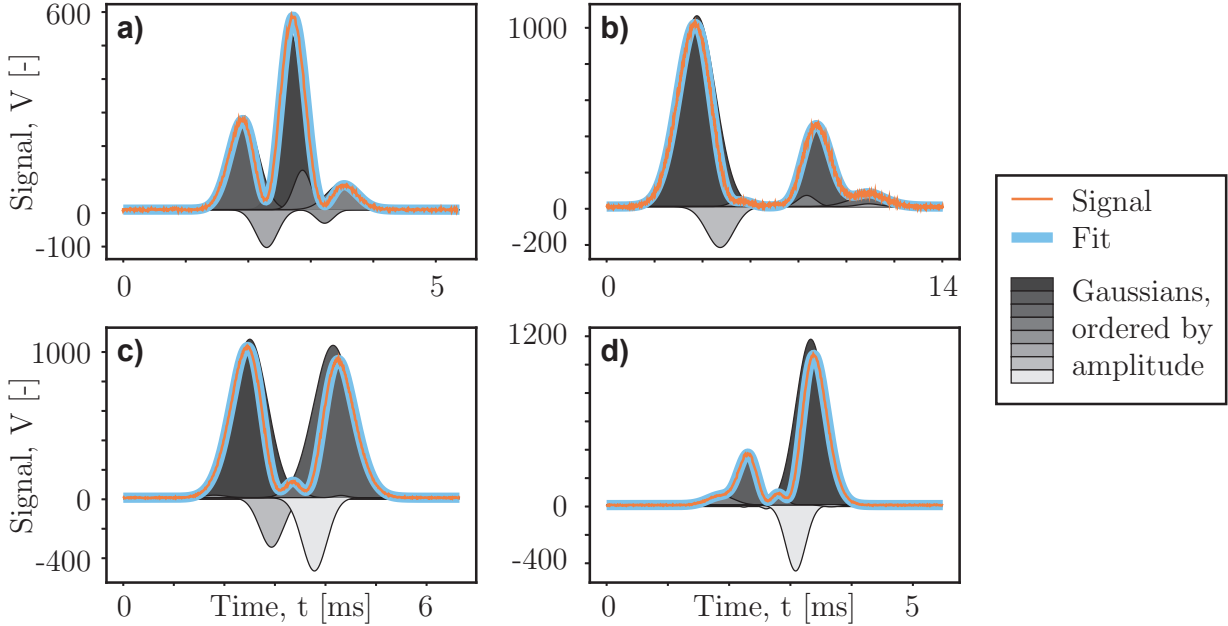 600
0
-100
Signal, V [-]
a)
0
5
1000
0
-200
b)
0
14
1000
0
-400
Signal, V [-]
c)
0
Time, t [ms]
6
1200
0
-400
d)
0
Time, t [ms]
5
Signal
Fit
Gaussians,
ordered by
amplitude